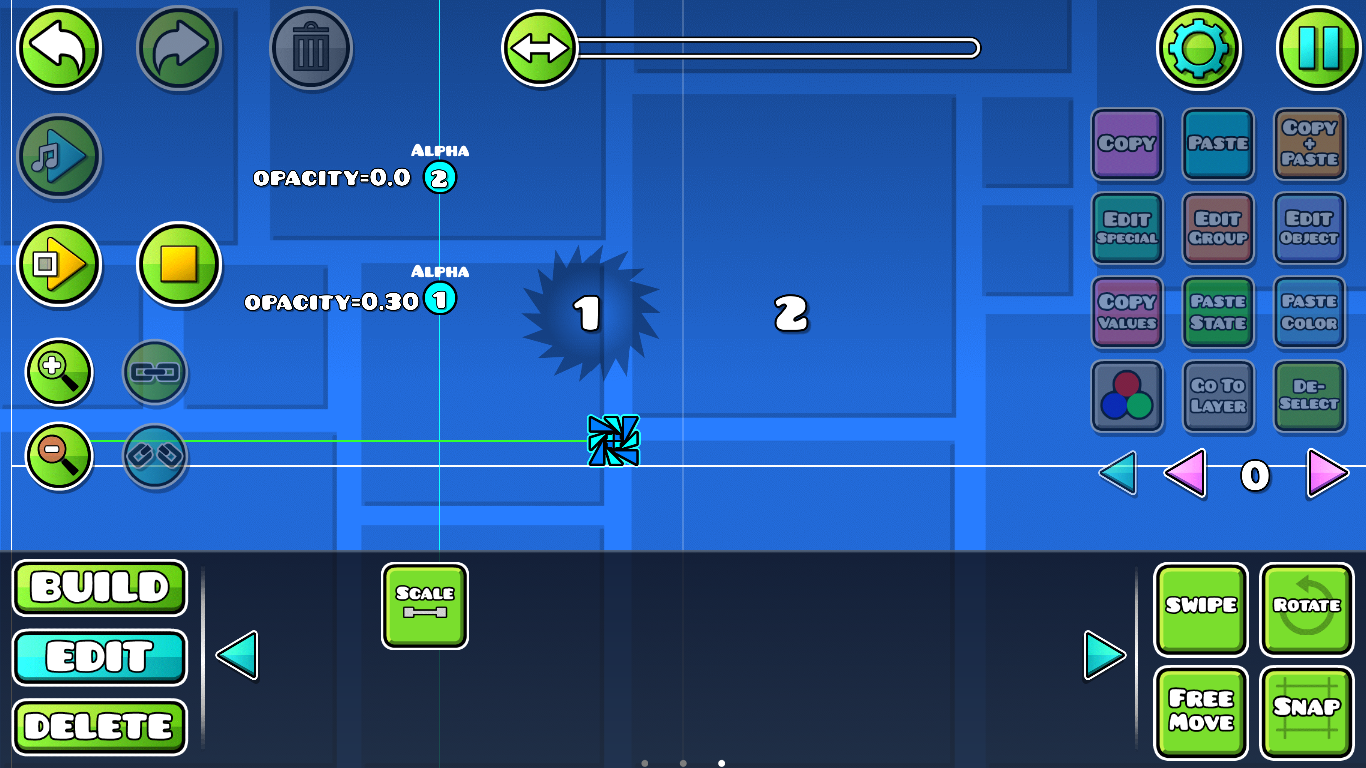 ALPHA
OPACITY=0.0 2
ALPHA
OPACITY=0.30 1
1
2
COPY
PASTE
COPY
+
PASTE
EDIT
SPECIAL
EDIT
GROUP
EDIT
OBJECT
COPY
VALUES
PASTE
STATE
PASTE
COLOR
GO TO
LAYER
DE-
SELECT
0
BUILD
EDIT
DELETE
SCALE
SWIPE
ROTATE
FREE
MOVE
SNAP